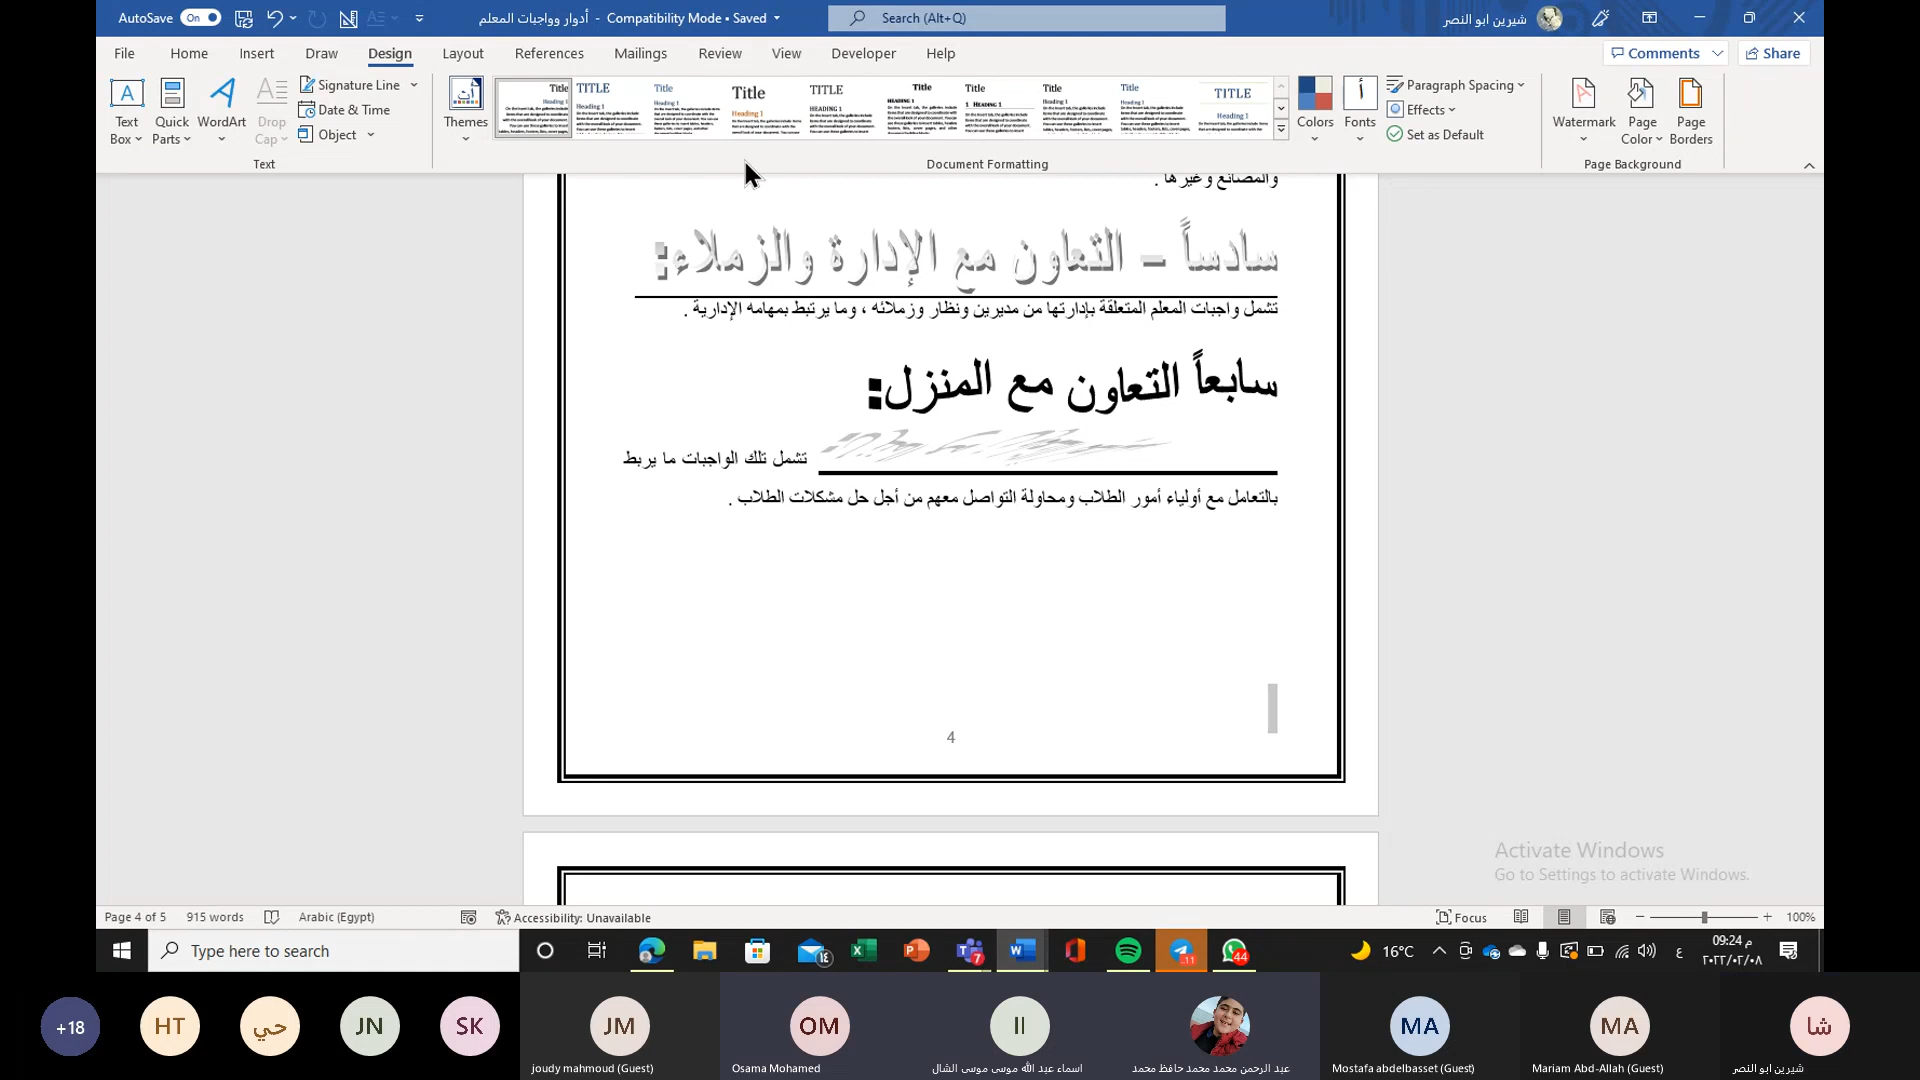 AutoSave On أدوار وواجبات المعلم - Compatibility Mode • Saved Search (Alt+Q) شيرين ابو النصر
File Home Insert Draw Design Layout References Mailings Review View Developer Help Comments Share
Text Box Quick Parts WordArt Drop Cap Signature Line Date & Time Object
Text
Themes Colors Fonts Paragraph Spacing Effects Set as Default
Document Formatting
Watermark Page Color Page Borders
Page Background
والمصانع وغيرها .
سادساً – التعاون مع الإدارة والزملاء:
تشمل واجبات المعلم المتعلقة بإدارتها من مديرين ونظار وزملائه ، وما يرتبط بمهامه الإدارية .
سابعاً التعاون مع المنزل:
تشمل تلك الواجبات ما يربط
بالتعامل مع أولياء أمور الطلاب ومحاولة التواصل معهم من أجل حل مشكلات الطلاب .
4
Activate Windows
Go to Settings to activate Windows.
Page 4 of 5 915 words Arabic (Egypt) Accessibility: Unavailable Focus 100%
Type here to search 16°C ع 09:24 م
٢٠٢٢/٠٢/٠٨
+18 HT حي JN SK JM OM اا MA MA شا
joudy mahmoud (Guest) Osama Mohamed اسماء عبد الله موسى موسى الشال عبد الرحمن محمد محمد حافظ محمد Mostafa abdelbasset (Guest) Mariam Abd-Allah (Guest) شيرين ابو النصر